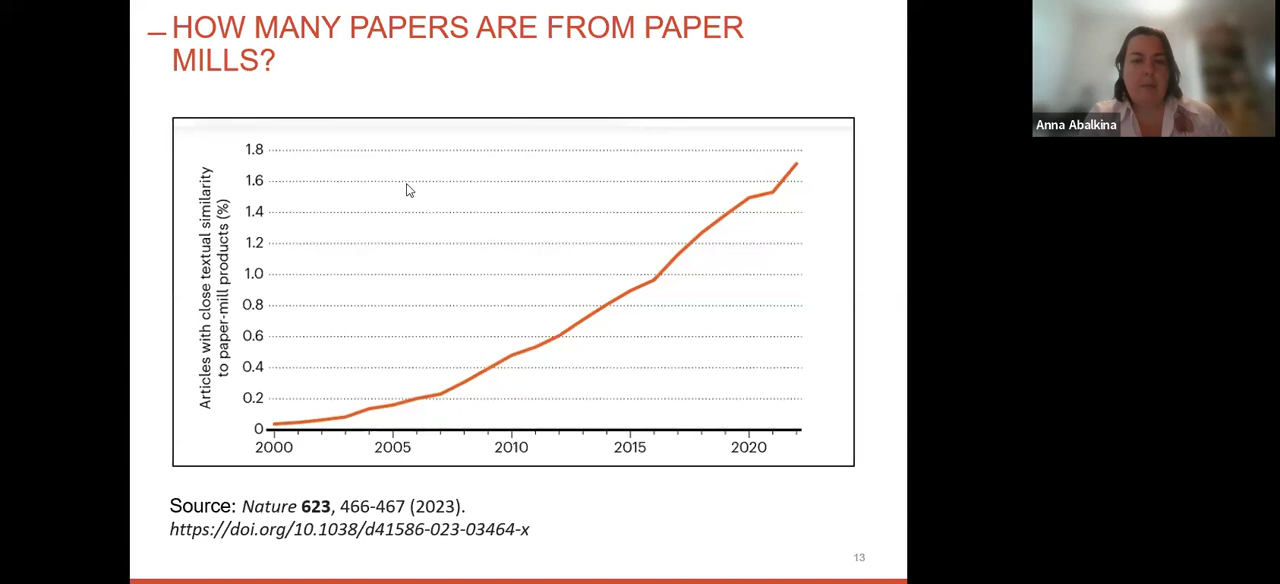 HOW MANY PAPERS ARE FROM PAPER
MILLS?
Anna Abalkina
Articles with close textual similarity
to paper-mill products (%)
1.8
1.6
1.4
1.2
1.0
0.8
0.6
0.4
0.2
0
2000 2005 2010 2015 2020
Source: Nature 623, 466-467 (2023).
https://doi.org/10.1038/d41586-023-03464-x
13